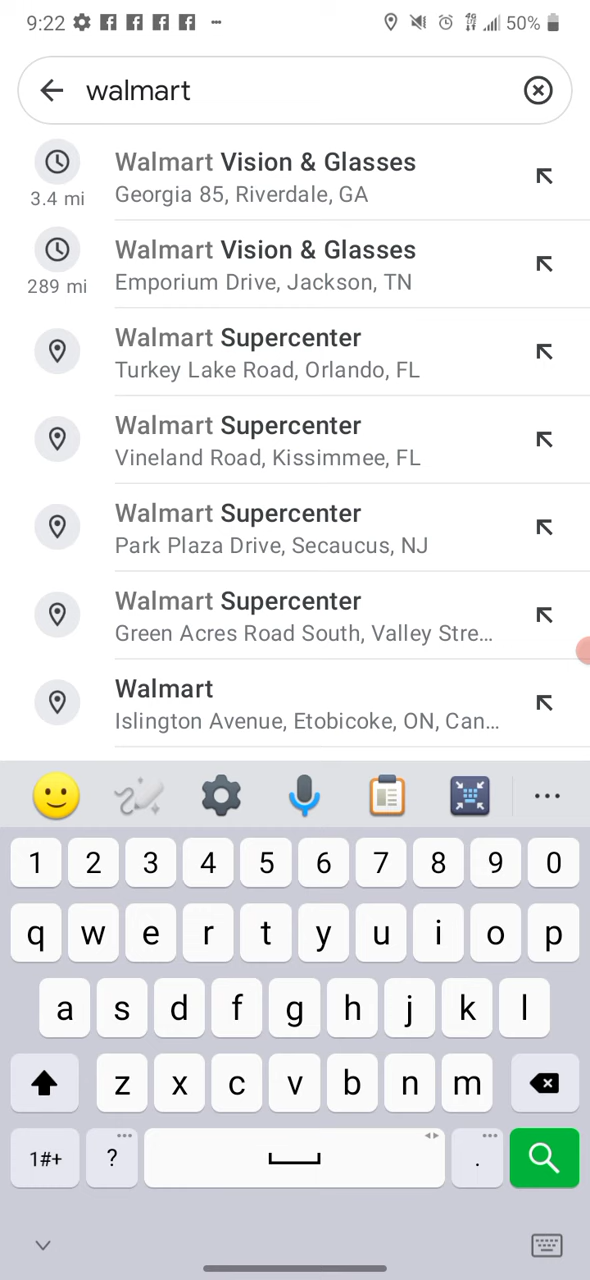 9:22 50%
walmart
Walmart Vision & Glasses
3.4 mi Georgia 85, Riverdale, GA
Walmart Vision & Glasses
289 mi Emporium Drive, Jackson, TN
Walmart Supercenter
Turkey Lake Road, Orlando, FL
Walmart Supercenter
Vineland Road, Kissimmee, FL
Walmart Supercenter
Park Plaza Drive, Secaucus, NJ
Walmart Supercenter
Green Acres Road South, Valley Stre...
Walmart
Islington Avenue, Etobicoke, ON, Can...
1 2 3 4 5 6 7 8 9 0
q w e r t y u i o p
a s d f g h j k l
z x c v b n m
1#+ ? .